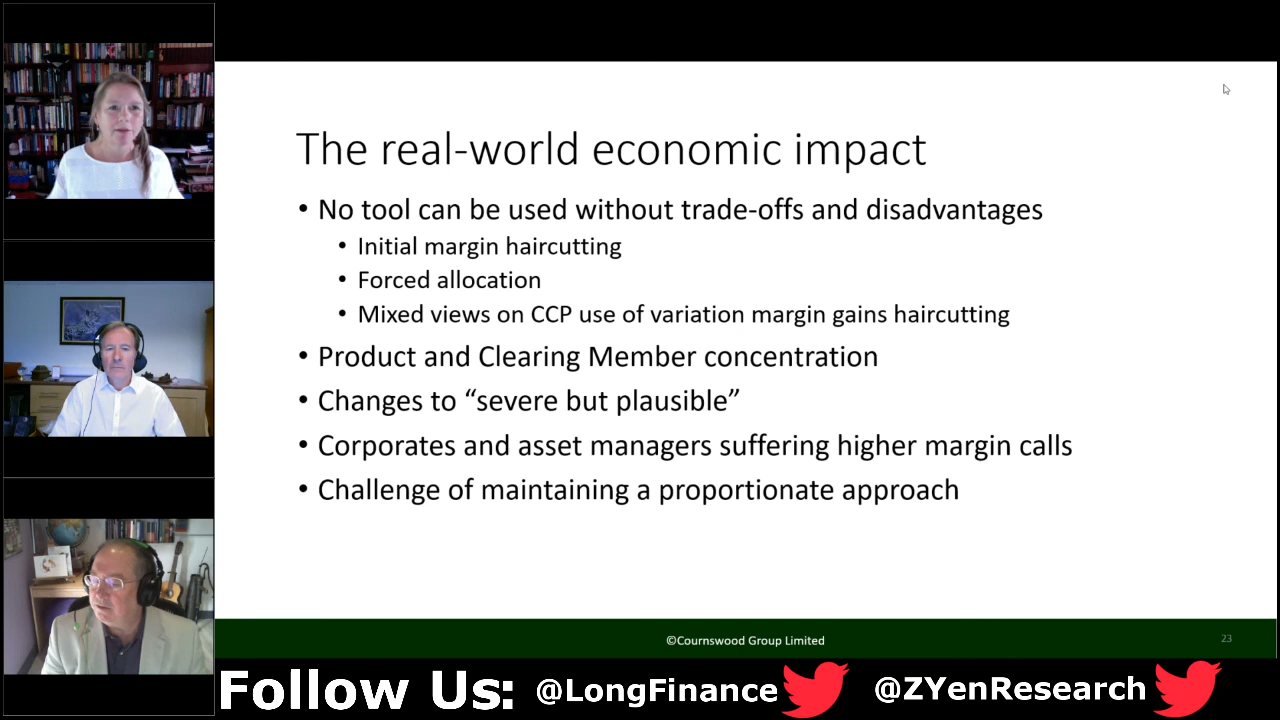 The real-world economic impact
• No tool can be used without trade-offs and disadvantages
• Initial margin haircutting
• Forced allocation
• Mixed views on CCP use of variation margin gains haircutting
• Product and Clearing Member concentration
• Changes to “severe but plausible”
• Corporates and asset managers suffering higher margin calls
• Challenge of maintaining a proportionate approach
©Cournswood Group Limited
23
Follow Us: @LongFinance @ZYenResearch